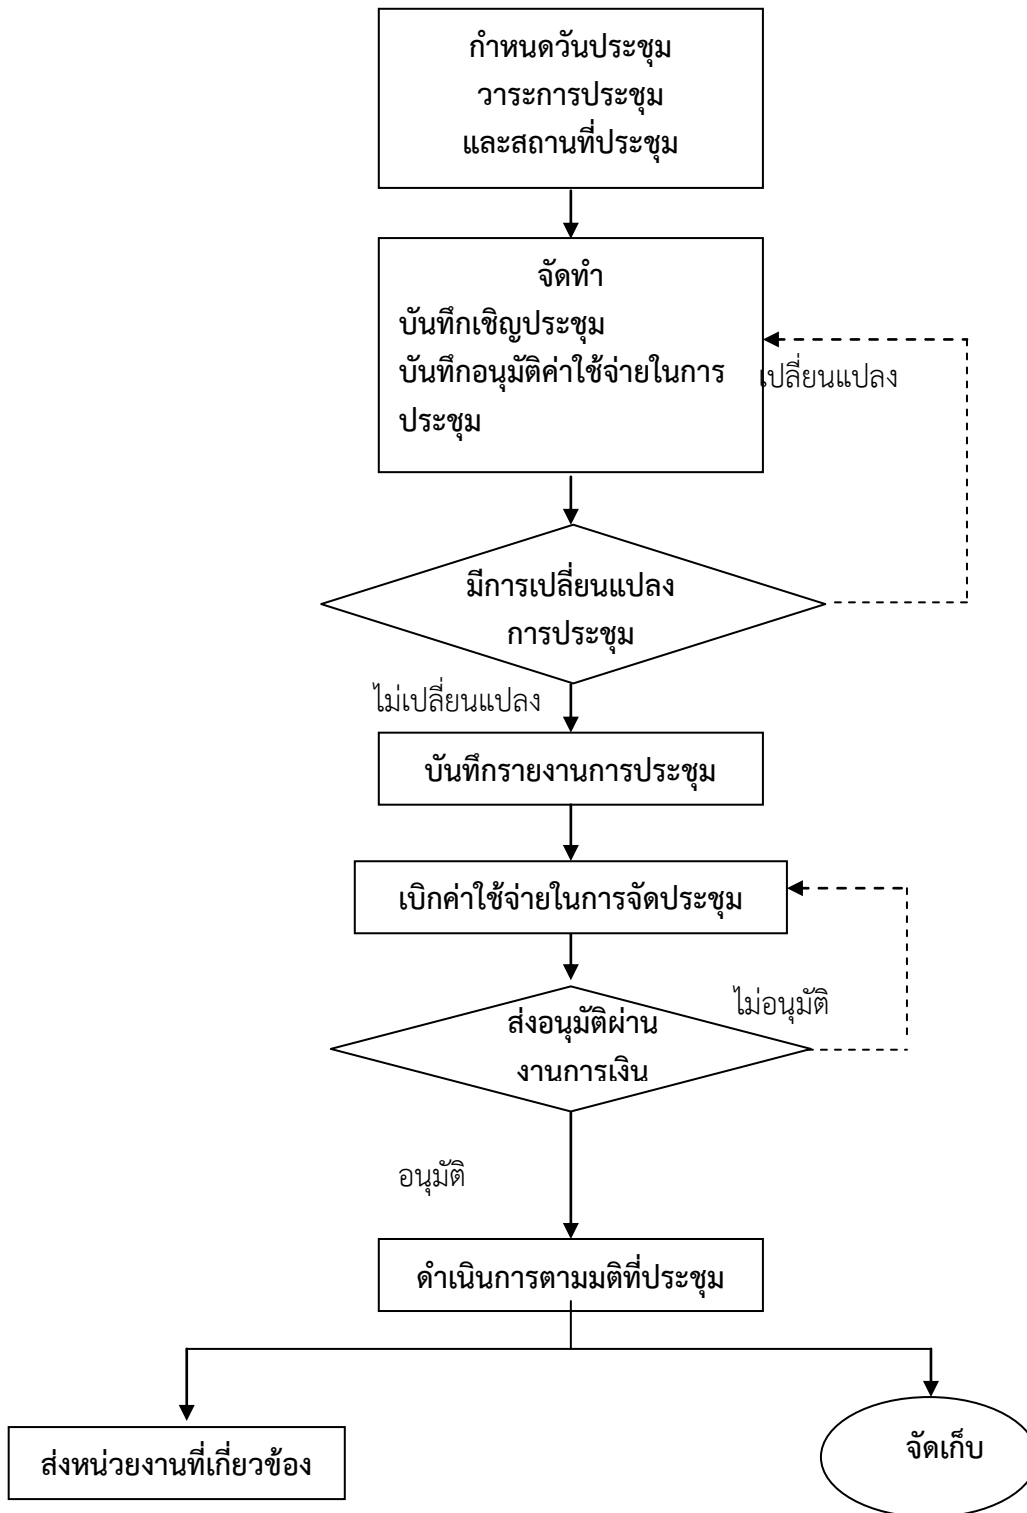 กำหนดวันประชุม
วาระการประชุม
และสถานที่ประชุม
จัดทำ
บันทึกเชิญประชุม
บันทึกอนุมัติค่าใช้จ่ายในการ
ประชุม
เปลี่ยนแปลง
มีการเปลี่ยนแปลง
การประชุม
ไม่เปลี่ยนแปลง
บันทึกรายงานการประชุม
เบิกค่าใช้จ่ายในการจัดประชุม
ไม่อนุมัติ
ส่งอนุมัติผ่าน
งานการเงิน
อนุมัติ
ดำเนินการตามมติที่ประชุม
ส่งหน่วยงานที่เกี่ยวข้อง
จัดเก็บ